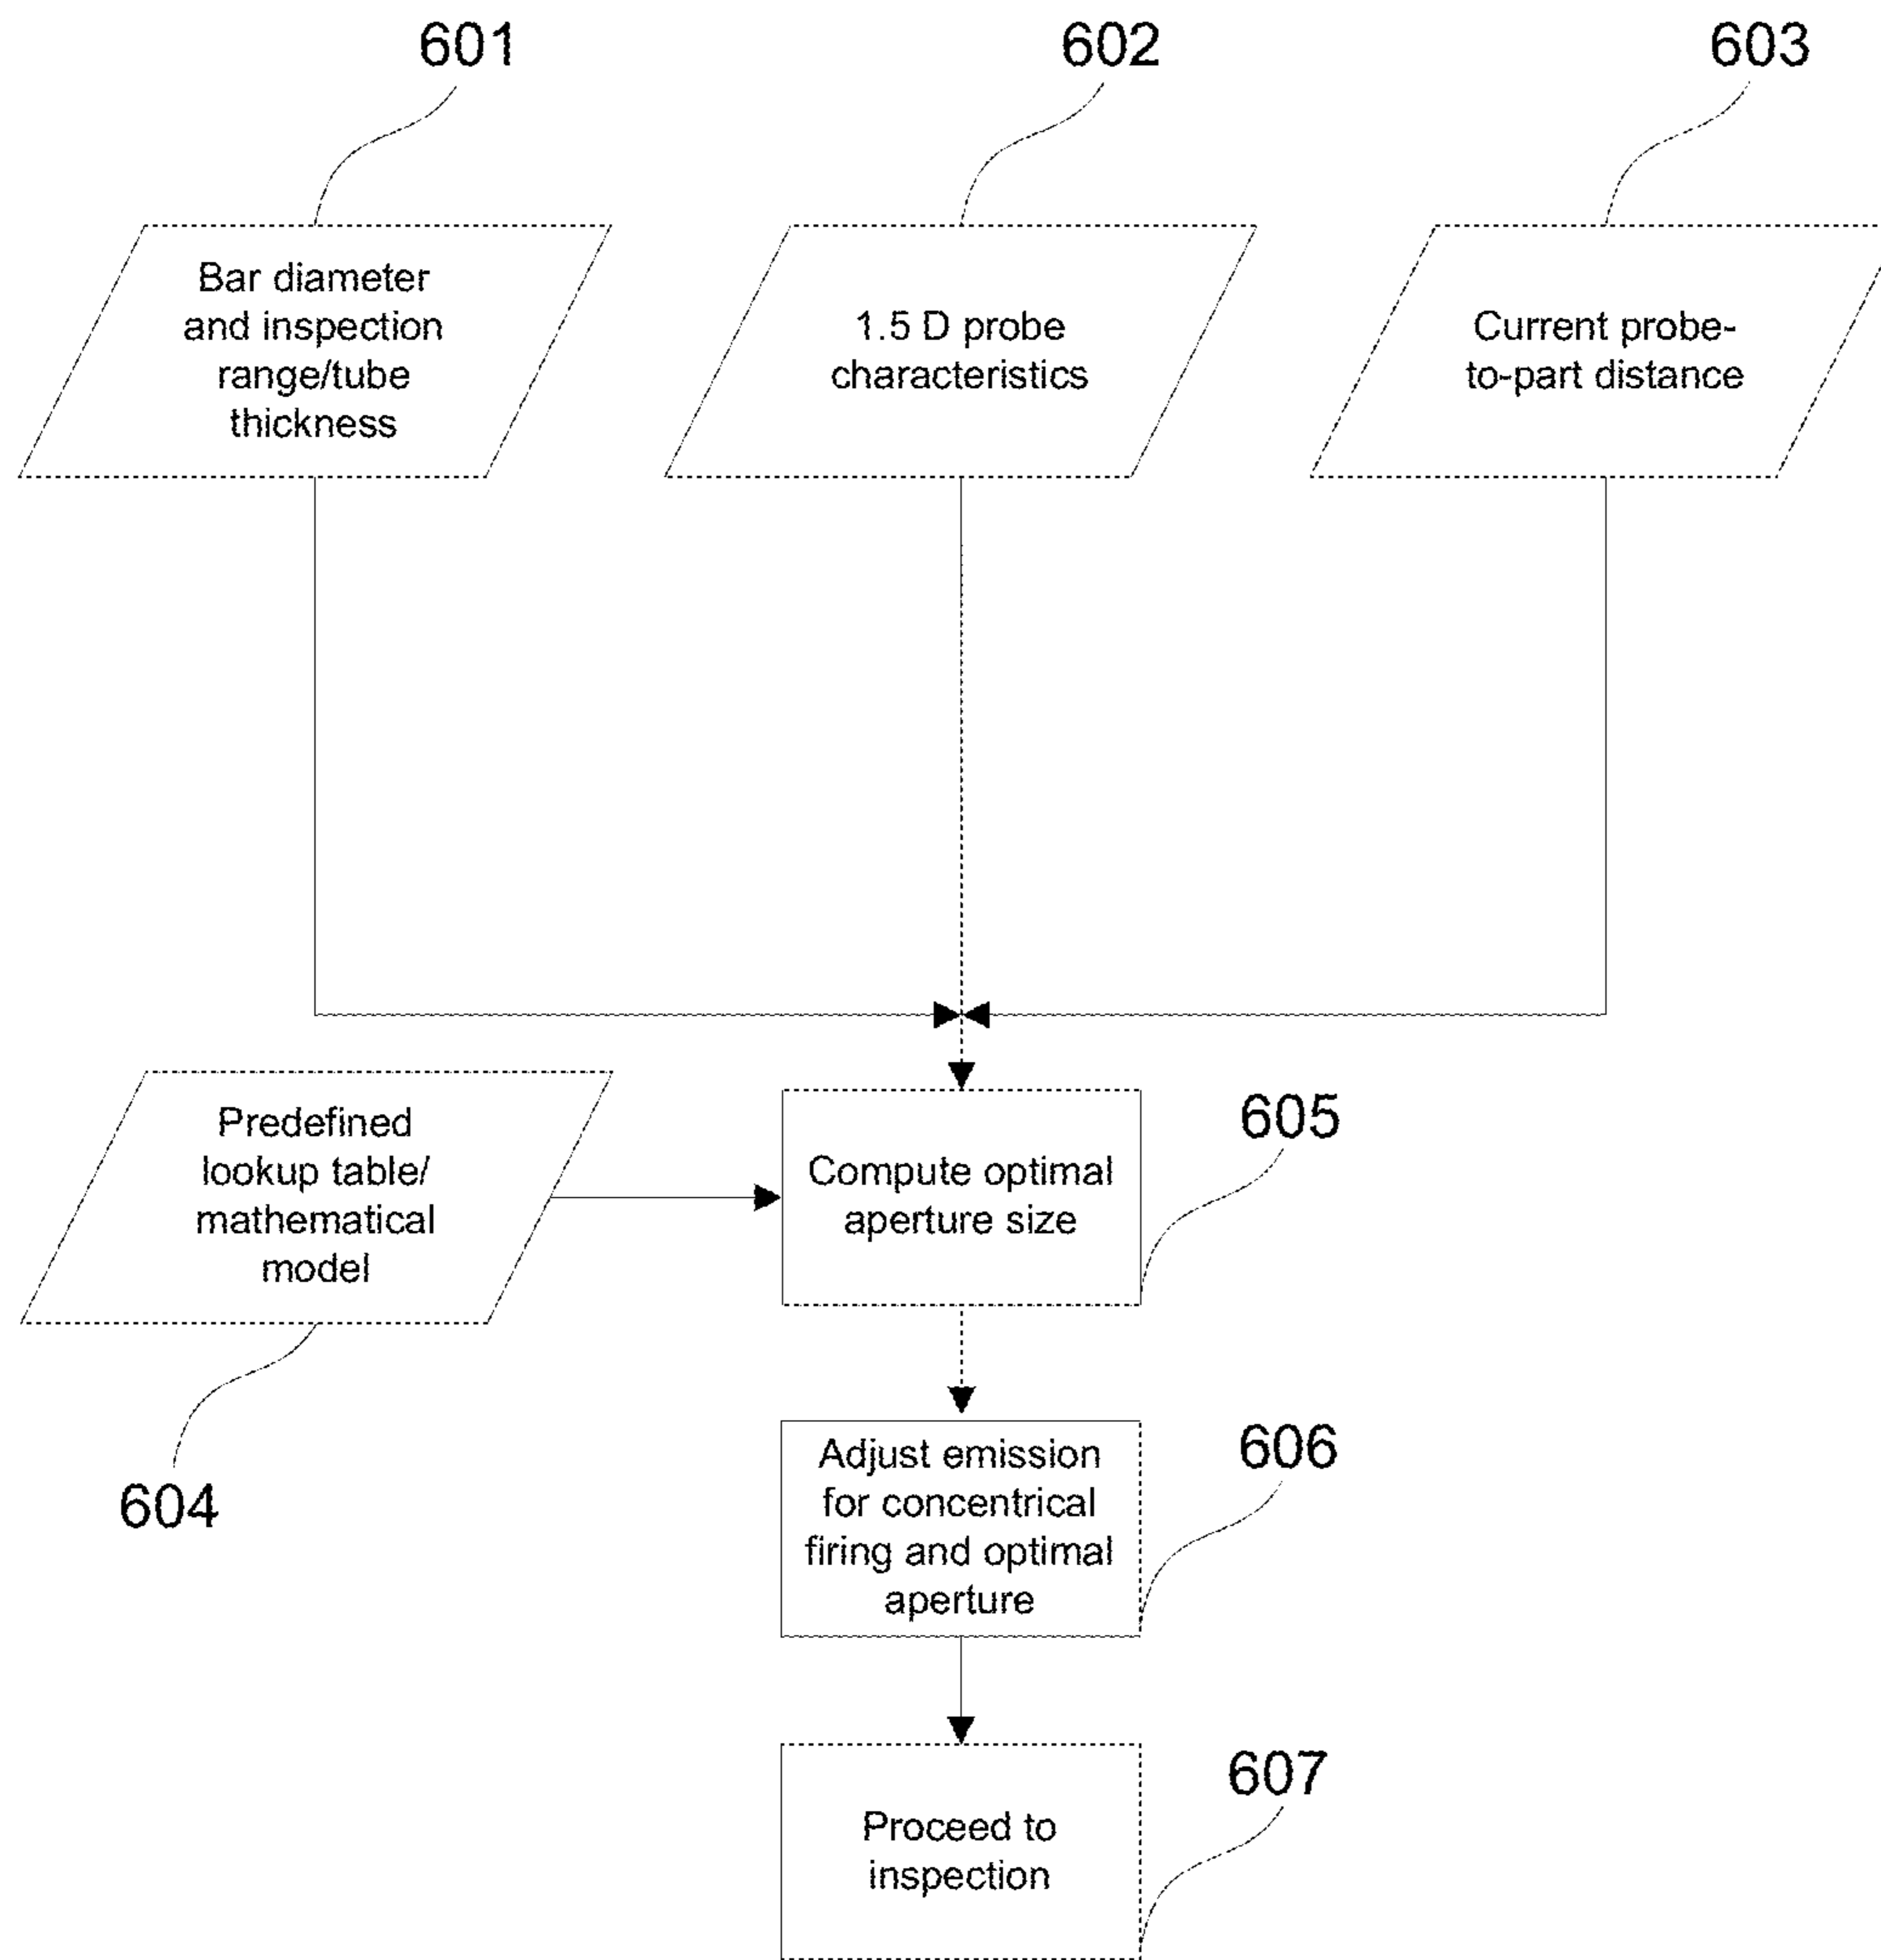 601
602
603
Bar diameter
and inspection
range/tube
thickness
1.5 D probe
characteristics
Current probe-
to-part distance
Predefined
lookup table/
mathematical
model
604
Compute optimal
aperture size
605
Adjust emission
for concentrical
firing and optimal
aperture
606
Proceed to
inspection
607